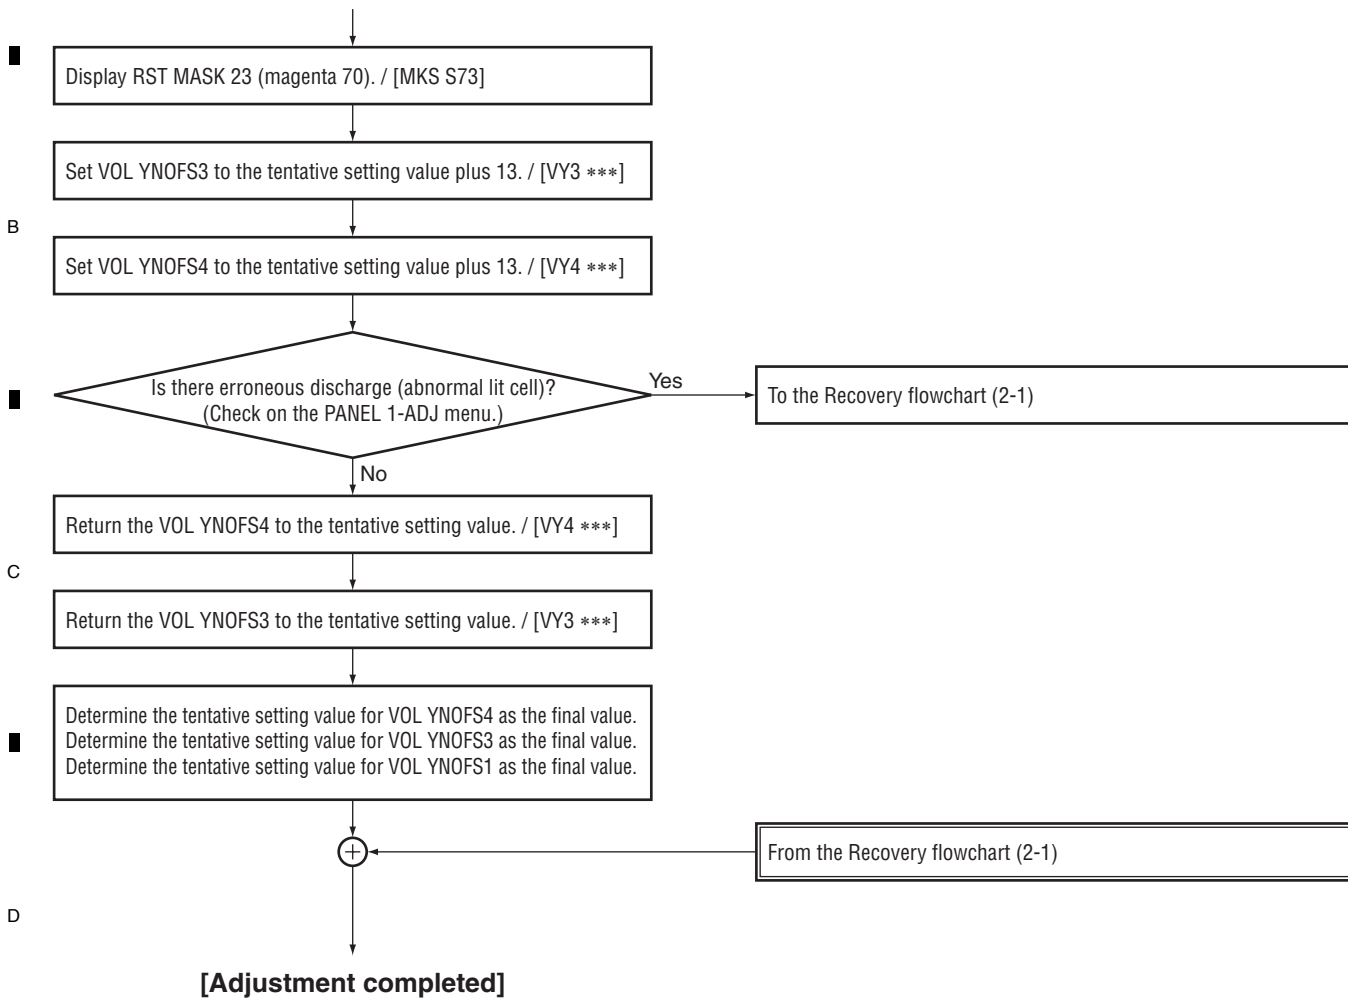 Display RST MASK 23 (magenta 70). / [MKS S73]
Set VOL YNOFS3 to the tentative setting value plus 13. / [VY3 ***]
B
Set VOL YNOFS4 to the tentative setting value plus 13. / [VY4 ***]
Is there erroneous discharge (abnormal lit cell)?
(Check on the PANEL 1-ADJ menu.)
Yes
To the Recovery flowchart (2-1)
No
Return the VOL YNOFS4 to the tentative setting value. / [VY4 ***]
C
Return the VOL YNOFS3 to the tentative setting value. / [VY3 ***]
Determine the tentative setting value for VOL YNOFS4 as the final value.
Determine the tentative setting value for VOL YNOFS3 as the final value.
Determine the tentative setting value for VOL YNOFS1 as the final value.
From the Recovery flowchart (2-1)
D
[Adjustment completed]